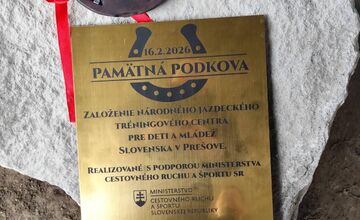 16.2.2026
PAMÄTNÁ PODKOVA
ZALOŽENIE NÁRODNÉHO JAZDECKÉHO
TRÉNINGOVÉHO CENTRA
PRE DETI A MLÁDEŽ
SLOVENSKA V PREŠOVE.
REALIZOVANÉ S PODPOROU MINISTERSTVA
CESTOVNÉHO RUCHU A ŠPORTU SR
MINISTERSTVO
CESTOVNÉHO RUCHU
A ŠPORTU
SLOVENSKEJ REPUBLIKY